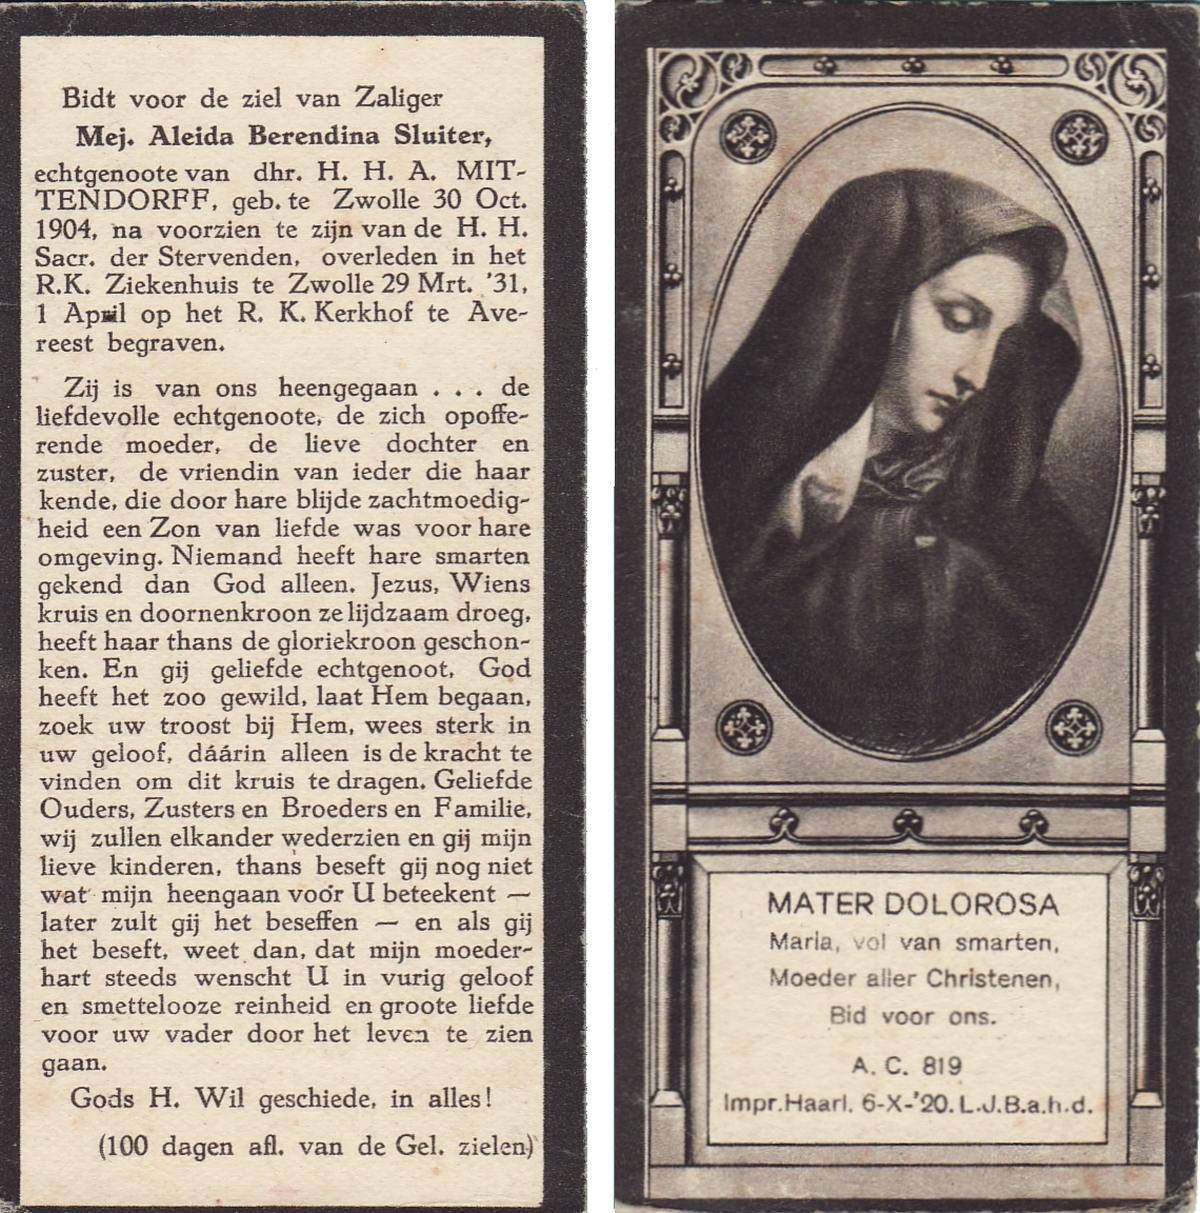 Bidt voor de ziel van Zaliger
Mej. Aleida Berendina Sluiter,
echtgenoote van dhr. H. H. A. MIT-
TENDORFF, geb. te Zwolle 30 Oct.
1904, na voorzien te zijn van de H. H.
Sacr. der Stervenden, overleden in het
R.K. Ziekenhuis te Zwolle 29 Mrt. '31,
1 April op het R. K. Kerkhof te Ave-
reest begraven.
Zij is van ons heengegaan . . . de
liefdevolle echtgenoote, de zich opoffe-
rende moeder, de lieve dochter en
zuster, de vriendin van ieder die haar
kende, die door hare blijde zachtmoedig-
heid een Zon van liefde was voor hare
omgeving. Niemand heeft hare smarten
gekend dan God alleen. Jezus, Wiens
kruis en doornenkroon ze lijdzaam droeg,
heeft haar thans de gloriekroon geschon-
ken. En gij geliefde echtgenoot, God
heeft het zoo gewild, laat Hem begaan,
zoek uw troost bij Hem, wees sterk in
uw geloof, dáárin alleen is de kracht te
vinden om dit kruis te dragen. Geliefde
Ouders, Zusters en Broeders en Familie,
wij zullen elkander wederzien en gij mijn
lieve kinderen, thans beseft gij nog niet
wat mijn heengaan voor U beteekent —
later zult gij het beseffen — en als gij
het beseft, weet dan, dat mijn moeder-
hart steeds wenscht U in vurig geloof
en smettelooze reinheid en groote liefde
voor uw vader door het leven te zien
gaan.
Gods H. Wil geschiede, in alles!
(100 dagen afl. van de Gel. zielen)
MATER DOLOROSA
Maria, vol van smarten,
Moeder aller Christenen,
Bid voor ons.
A. C. 819
Impr. Haarl. 6-X-'20. L.J.B.a.h.d.